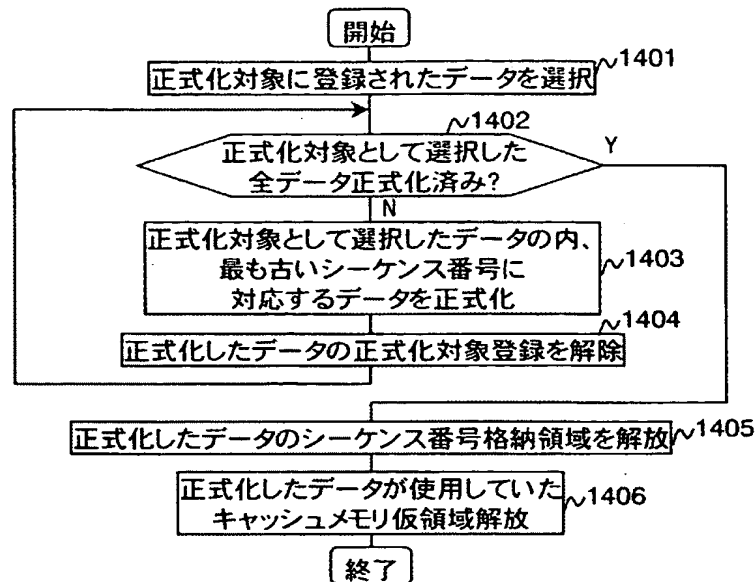 開始
1401
正式化対象に登録されたデータを選択
1402
正式化対象として選択した
全データ正式化済み?
Y
N
正式化対象として選択したデータの内、
最も古いシーケンス番号に
対応するデータを正式化
1403
1404
正式化したデータの正式化対象登録を解除
正式化したデータのシーケンス番号格納領域を解放
1405
正式化したデータが使用していた
キャッシュメモリ仮領域解放
1406
終了